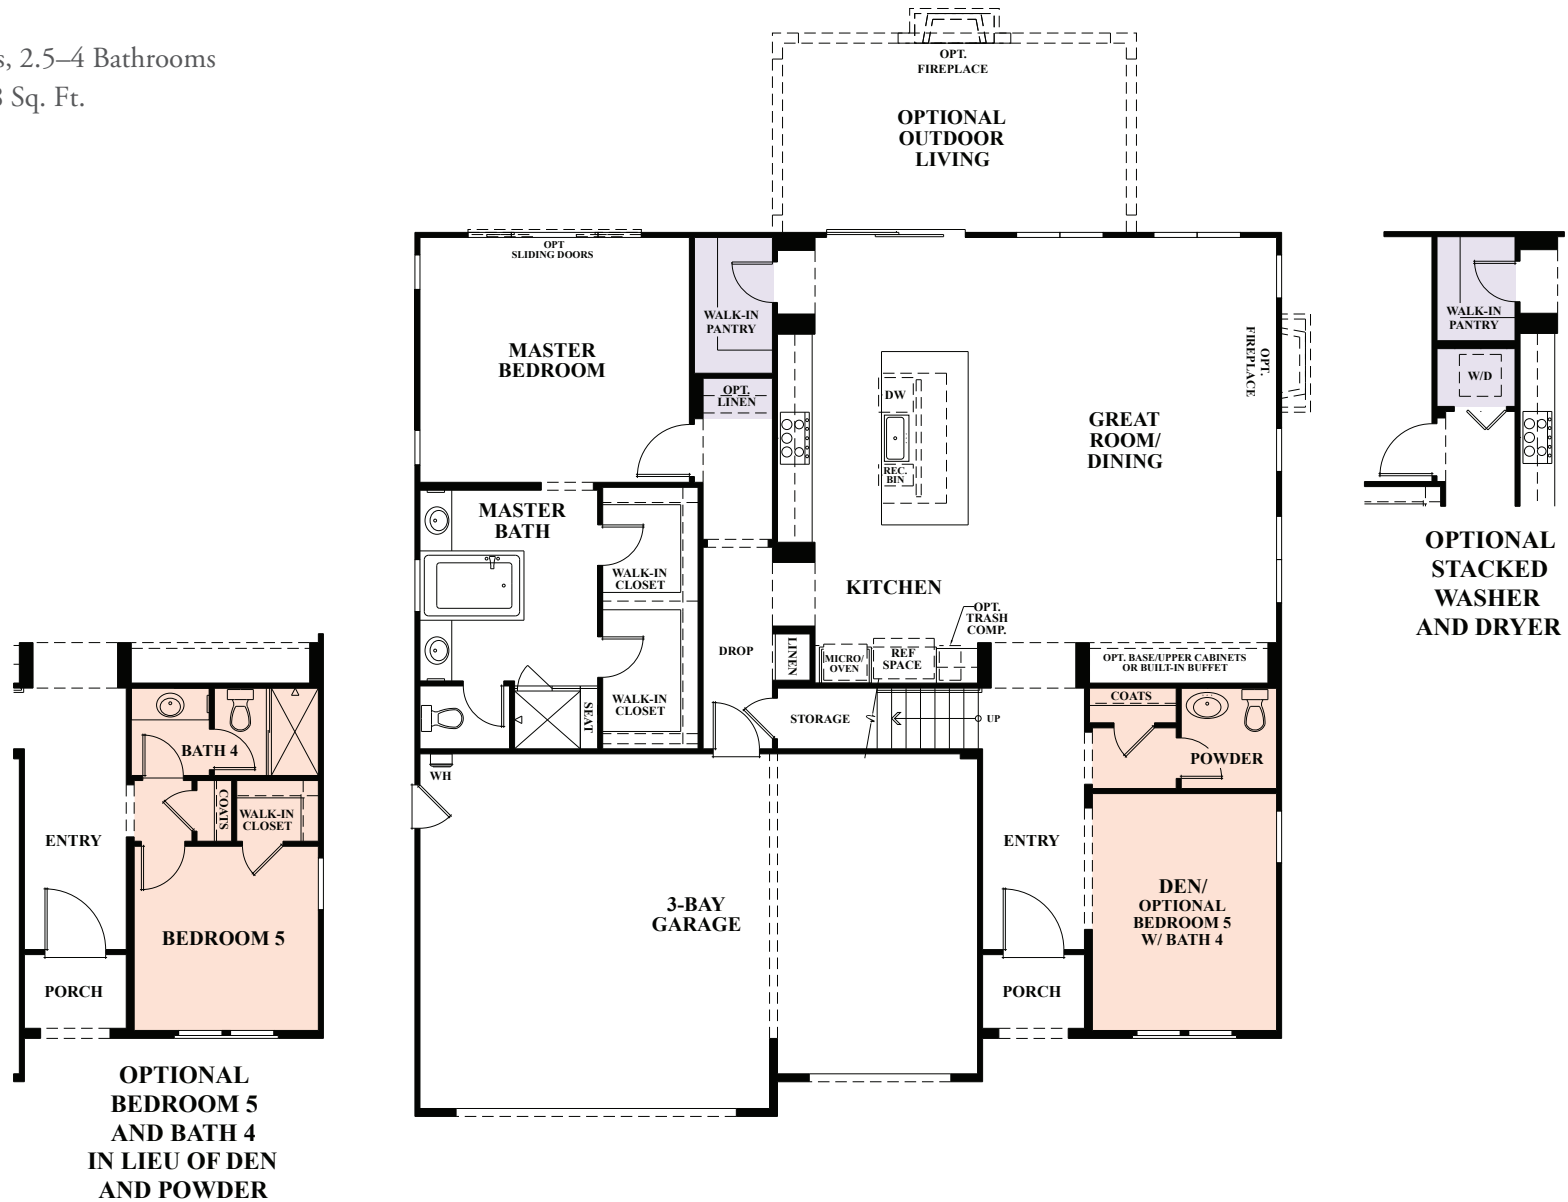 s, 2.5–4 Bathrooms
8 Sq. Ft.
OPT.
FIREPLACE
OPTIONAL
OUTDOOR
LIVING
OPT
SLIDING DOORS
WALK-IN
PANTRY
MASTER
BEDROOM
OPT.
LINEN
DW
REC.
BIN
GREAT
ROOM/
DINING
OPT.
FIREPLACE
MASTER
BATH
WALK-IN
CLOSET
KITCHEN
OPT.
TRASH
COMP.
DROP
LINEN
MICRO/
OVEN
REF
SPACE
OPT. BASE/UPPER CABINETS
OR BUILT-IN BUFFET
WALK-IN
CLOSET
SEAT
STORAGE
UP
COATS
POWDER
WH
ENTRY
3-BAY
GARAGE
DEN/
OPTIONAL
BEDROOM 5
W/ BATH 4
PORCH
WALK-IN
PANTRY
W/D
OPTIONAL
STACKED
WASHER
AND DRYER
BATH 4
COATS
WALK-IN
CLOSET
ENTRY
BEDROOM 5
PORCH
OPTIONAL
BEDROOM 5
AND BATH 4
IN LIEU OF DEN
AND POWDER